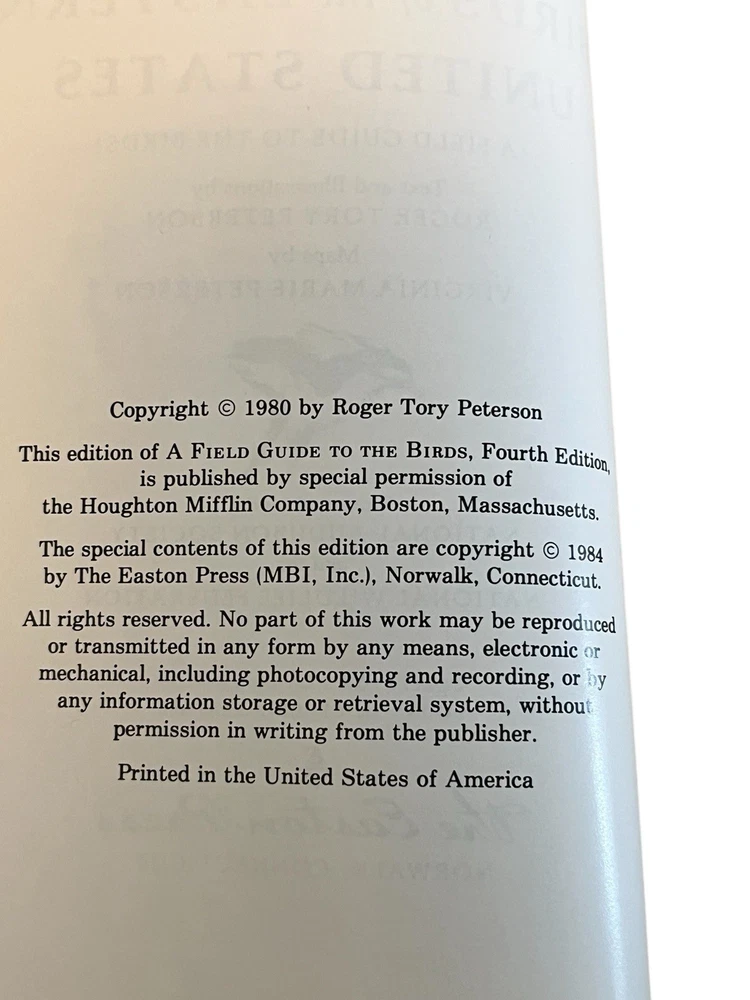 Copyright © 1980 by Roger Tory Peterson
This edition of A FIELD GUIDE TO THE BIRDS, Fourth Edition,
is published by special permission of
the Houghton Mifflin Company, Boston, Massachusetts.
The special contents of this edition are copyright © 1984
by The Easton Press (MBI, Inc.), Norwalk, Connecticut.
All rights reserved. No part of this work may be reproduced
or transmitted in any form by any means, electronic or
mechanical, including photocopying and recording, or by
any information storage or retrieval system, without
permission in writing from the publisher.
Printed in the United States of America